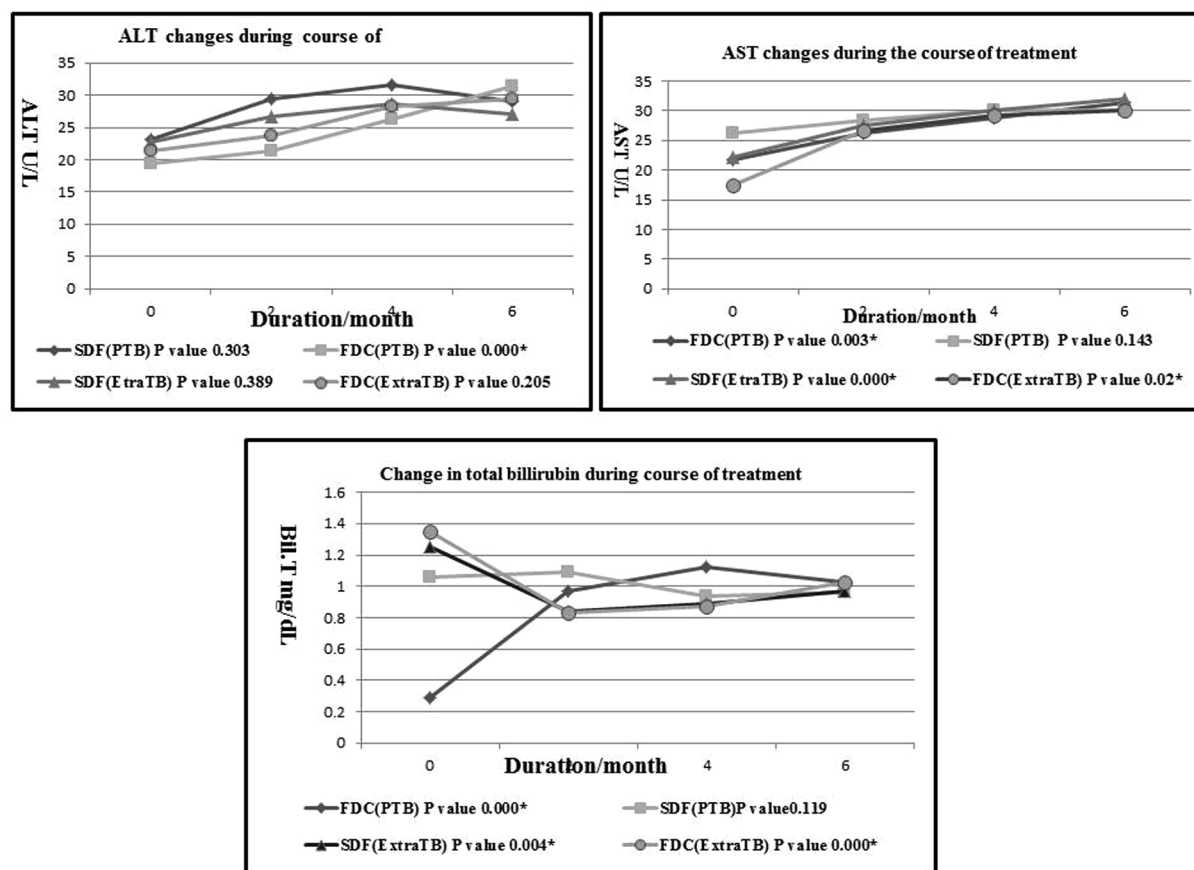 ALT changes during course of
35
30
25
20
15
10
5
0
ALT U/L
0 2 4 6
Duration/month
SDF(PTB) P value 0.303 FDC(PTB) P value 0.000*
SDF(EtraTB) P value 0.389 FDC(ExtraTB) P value 0.205
AST changes during the course of treatment
35
30
25
20
15
10
5
0
AST U/L
0 2 4 6
Duration/month
FDC(PTB) P value 0.003* SDF(PTB) P value 0.143
SDF(EtraTB) P value 0.000* FDC(ExtraTB) P value 0.02*
Change in total billirubin during course of treatment
1.6
1.4
1.2
1
0.8
0.6
0.4
0.2
0
Bil.T mg/dL
0 2 4 6
Duration/month
FDC(PTB) P value 0.000* SDF(PTB)P value0.119
SDF(ExtraTB) P value 0.004* FDC(ExtraTB) P value 0.000*